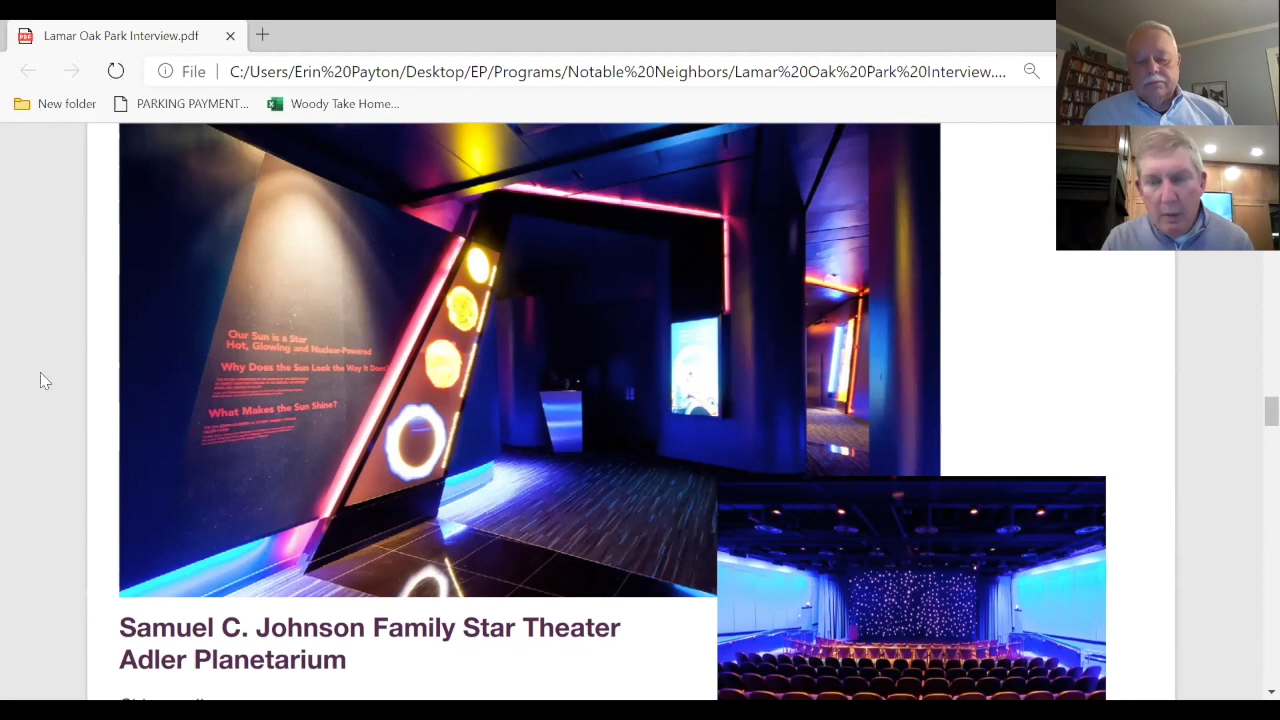 Lamar Oak Park Interview.pdf
File
C:/Users/Erin%20Payton/Desktop/EP/Programs/Notable%20Neighbors/Lamar%20Oak%20Park%20Interview....
New folder
PARKING PAYMENT...
Woody Take Home...
Our Sun is a Star
Hot, Glowing and Nuclear-Powered
Why Does the Sun Look the Way It Does?
What Makes the Sun Shine?
Samuel C. Johnson Family Star Theater
Adler Planetarium